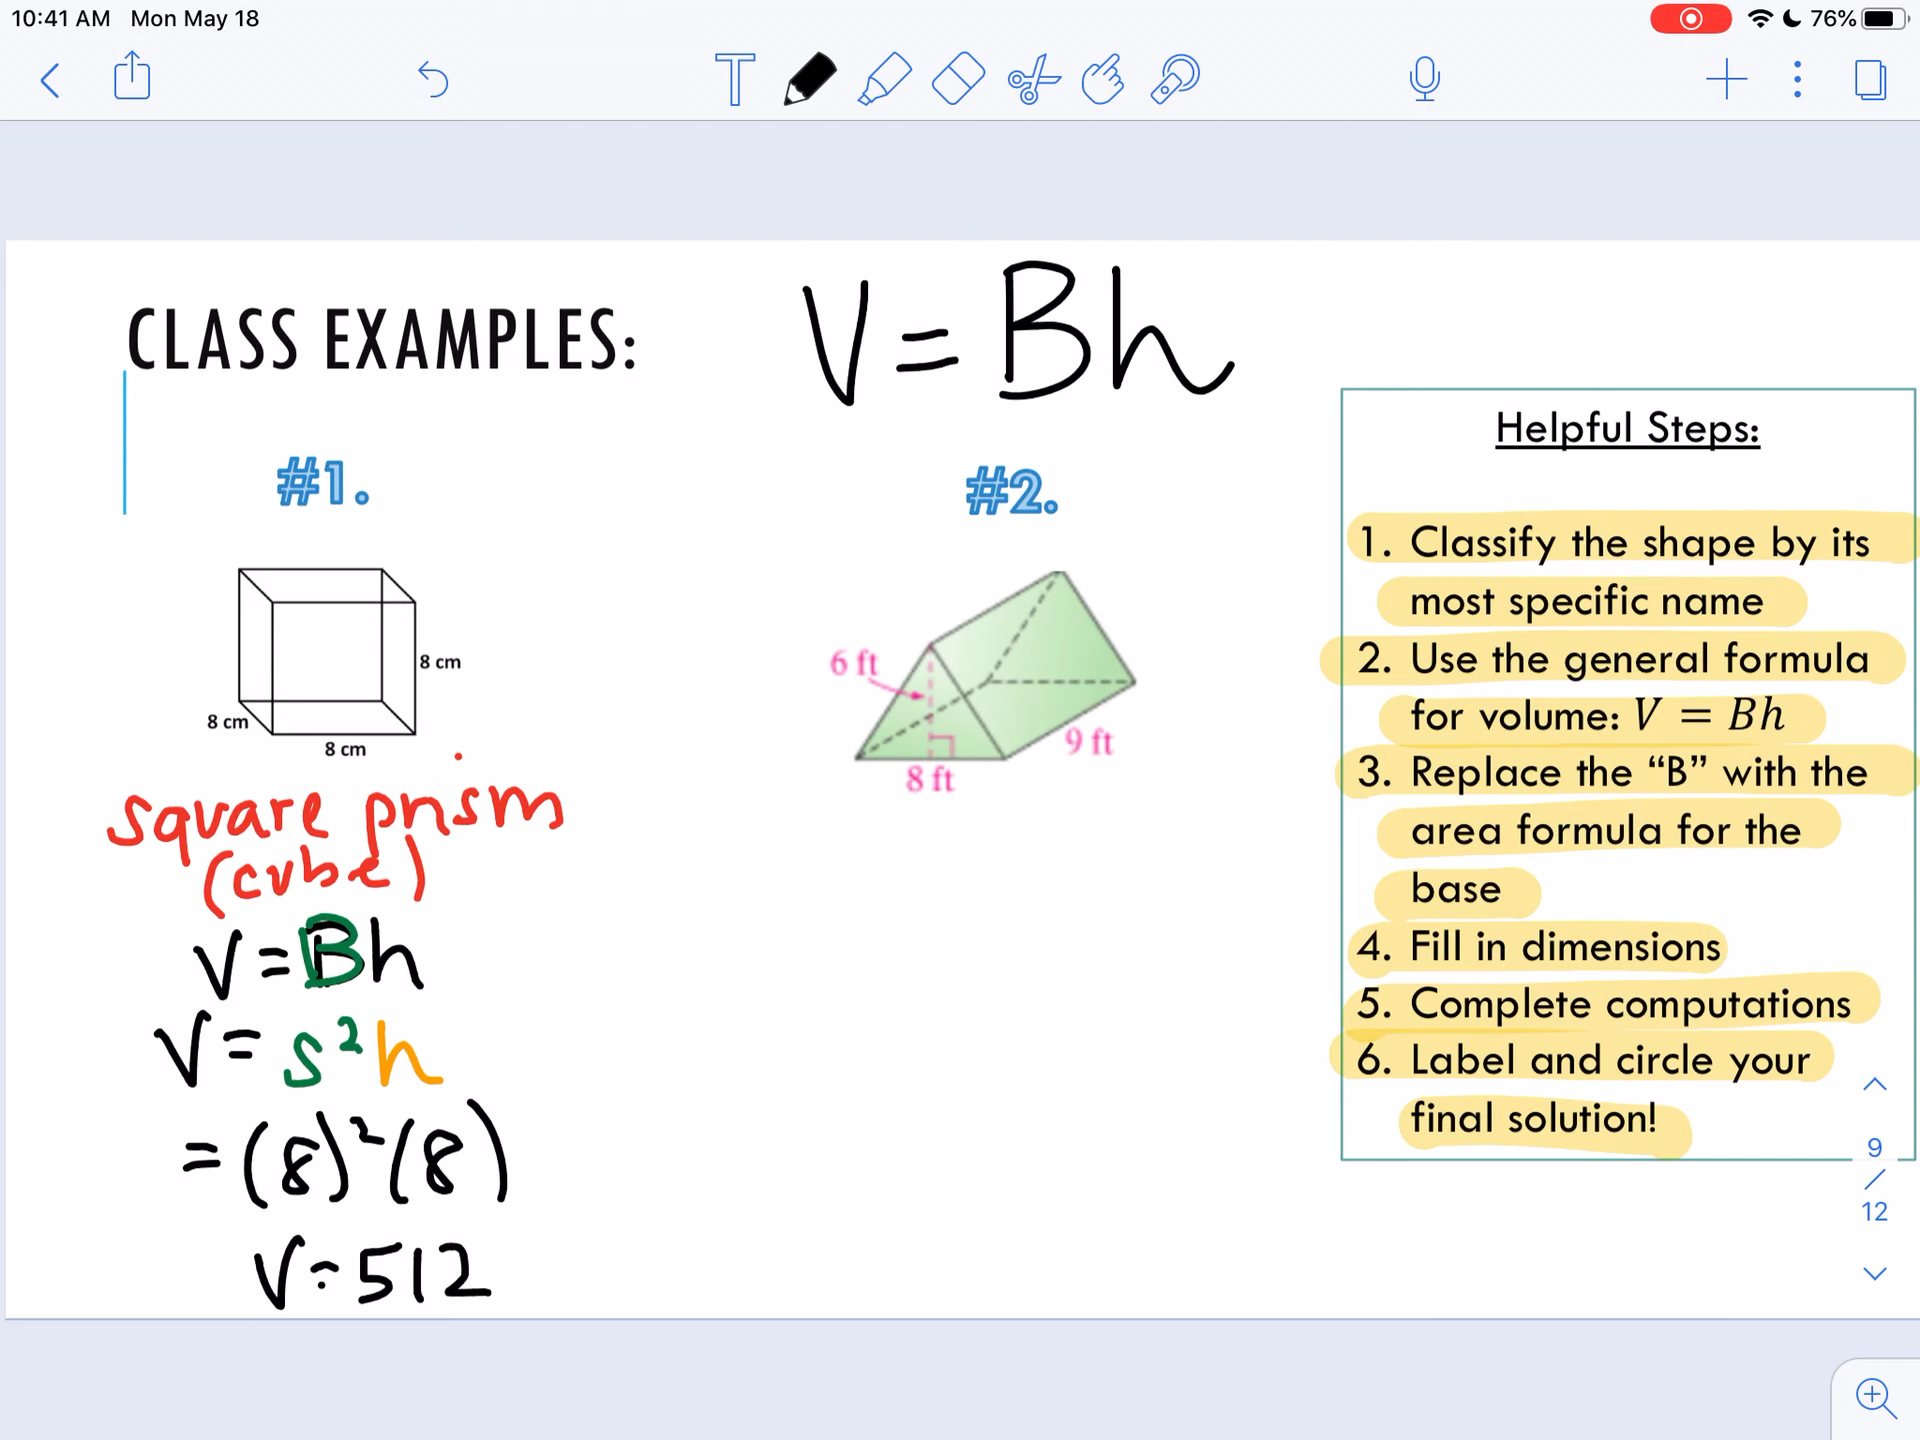 10:41 AM Mon May 18
76%
T
CLASS EXAMPLES:
V = Bh
#1.
8 cm
8 cm
8 cm
square prism
(cube)
V = Bh
V = s²h
= (8)²(8)
V = 512
#2.
6 ft
9 ft
8 ft
Helpful Steps:
1. Classify the shape by its
most specific name
2. Use the general formula
for volume: V = Bh
3. Replace the “B” with the
area formula for the
base
4. Fill in dimensions
5. Complete computations
6. Label and circle your
final solution!
9
/
12